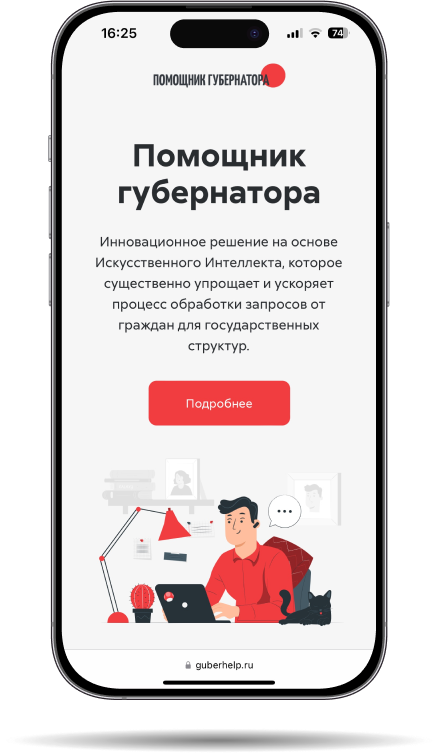 16:25
74
ПОМОЩНИК ГУБЕРНАТОРА
Помощник
губернатора
Инновационное решение на основе
Искусственного Интеллекта, которое
существенно упрощает и ускоряет
процесс обработки запросов от
граждан для государственных
структур.
Подробнее
guberhelp.ru